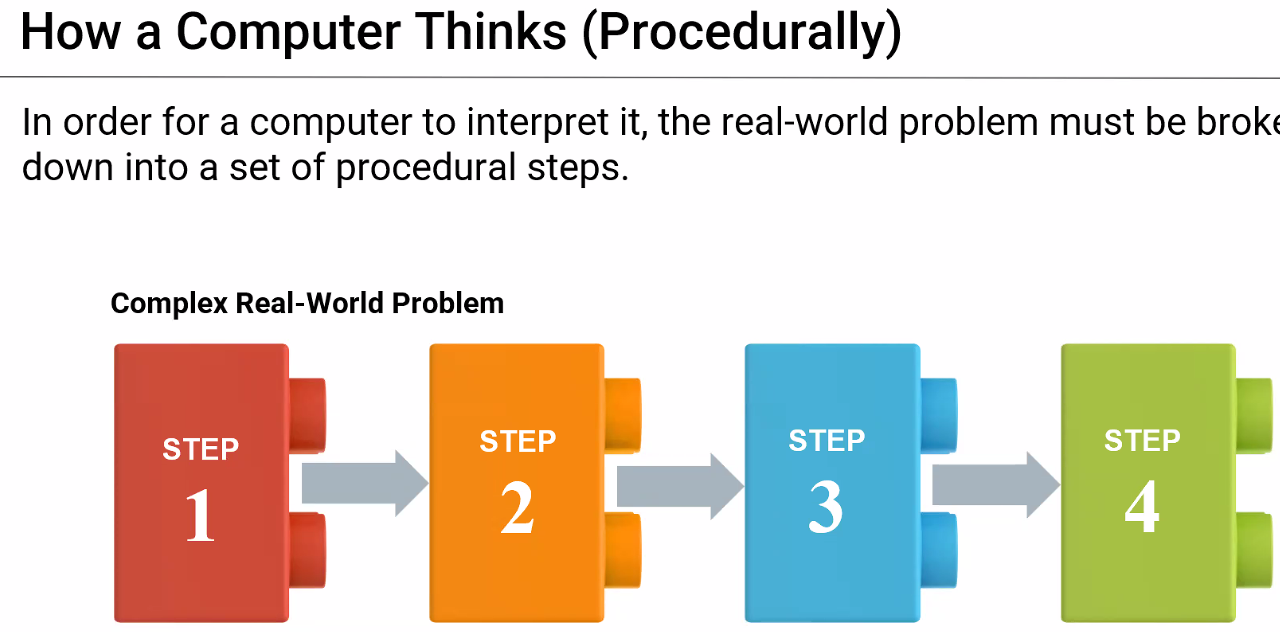 How a Computer Thinks (Procedurally)
In order for a computer to interpret it, the real-world problem must be broke
down into a set of procedural steps.
Complex Real-World Problem
STEP
1
STEP
2
STEP
3
STEP
4